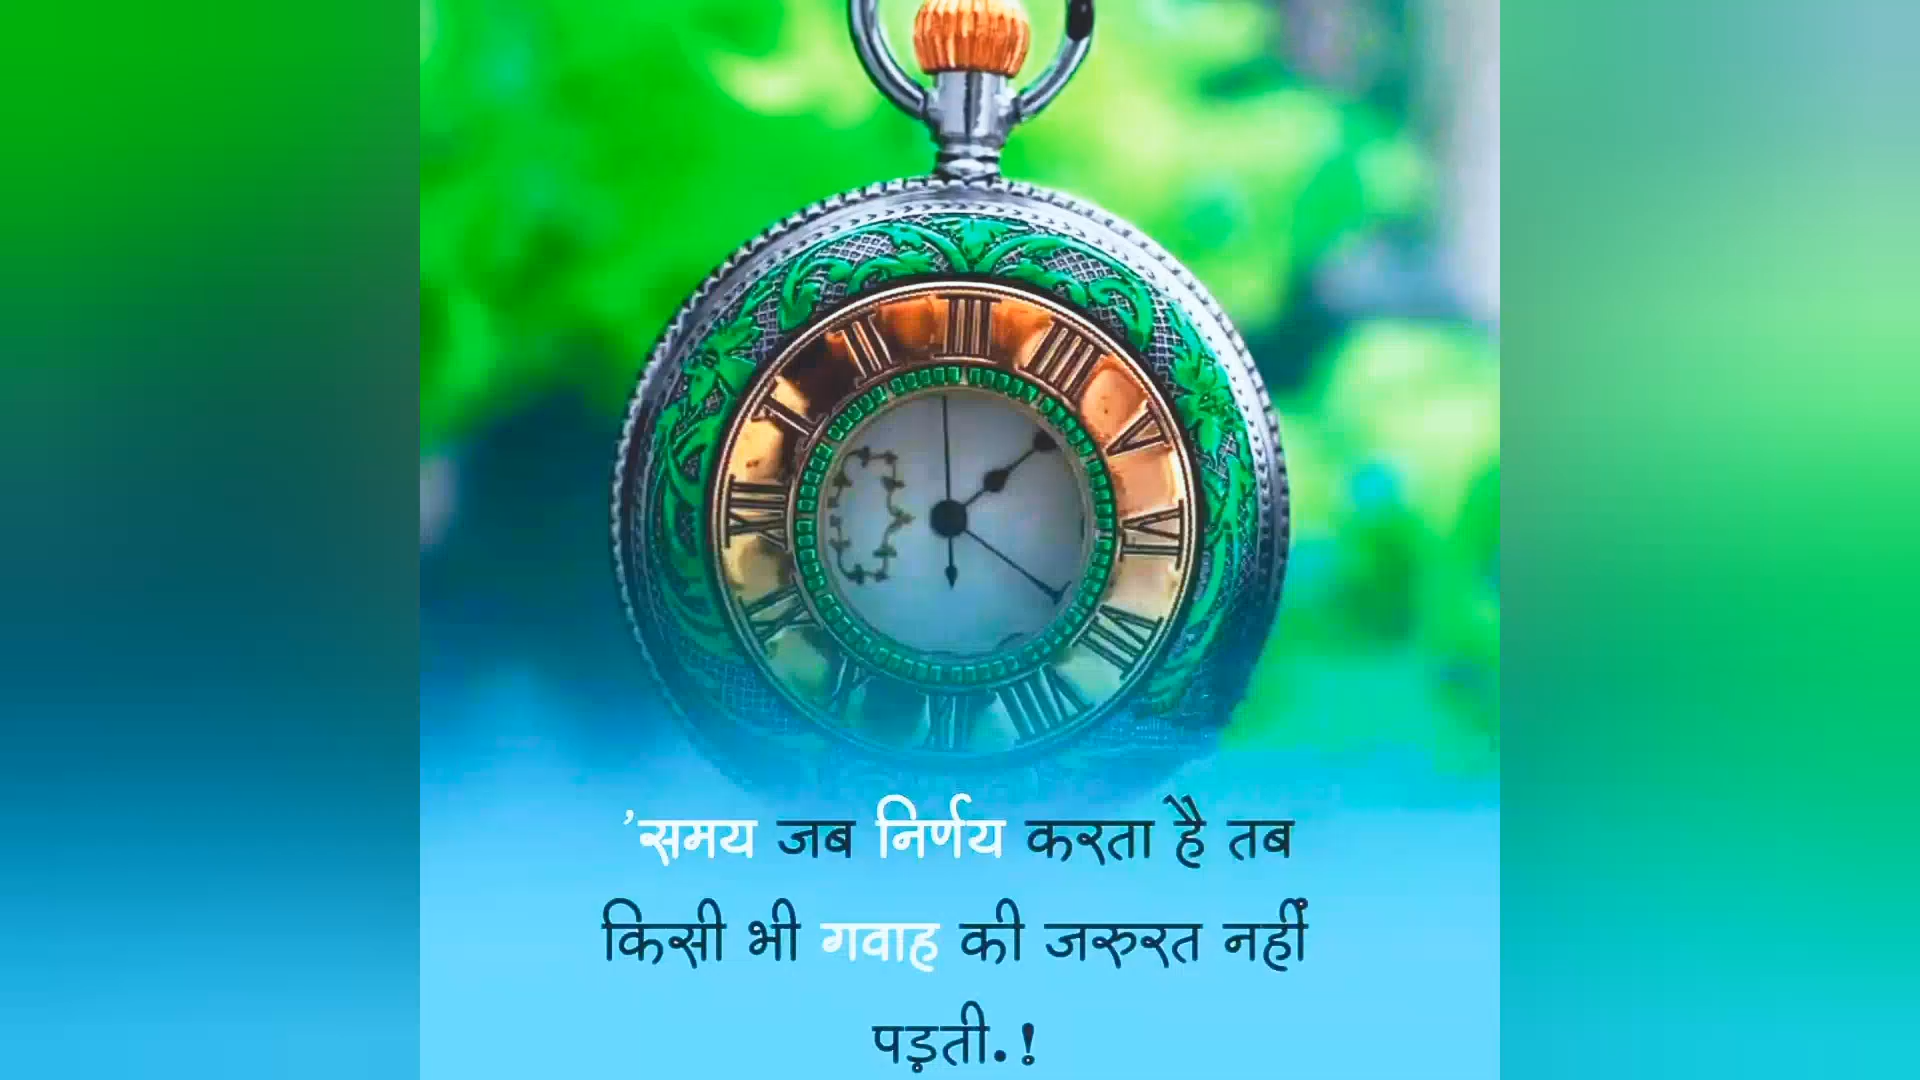 'समय जब निर्णय करता है तब
किसी भी गवाह की जरुरत नहीं
पड़ती.!